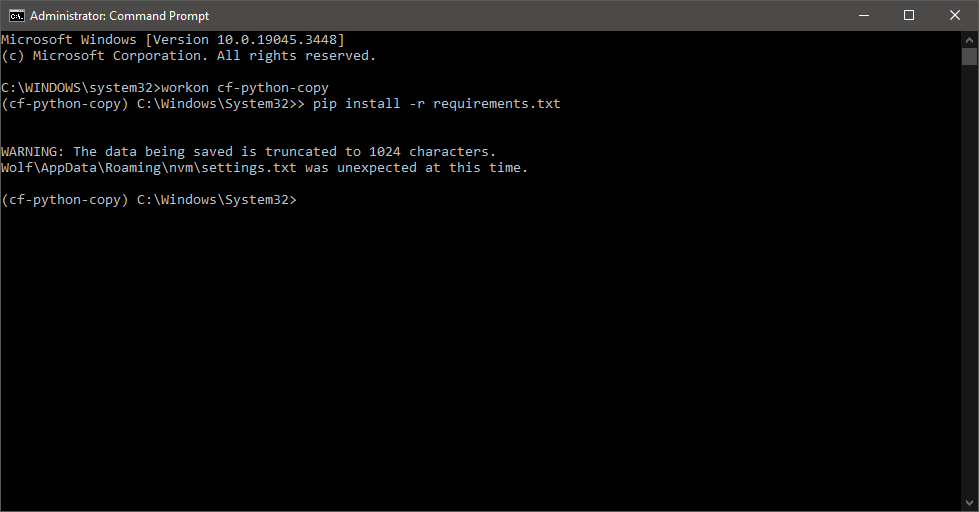 Administrator: Command Prompt
Microsoft Windows [Version 10.0.19045.3448]
(c) Microsoft Corporation. All rights reserved.
C:\WINDOWS\system32>workon cf-python-copy
(cf-python-copy) C:\Windows\System32>> pip install -r requirements.txt
WARNING: The data being saved is truncated to 1024 characters.
Wolf\AppData\Roaming\nvm\settings.txt was unexpected at this time.
(cf-python-copy) C:\Windows\System32>